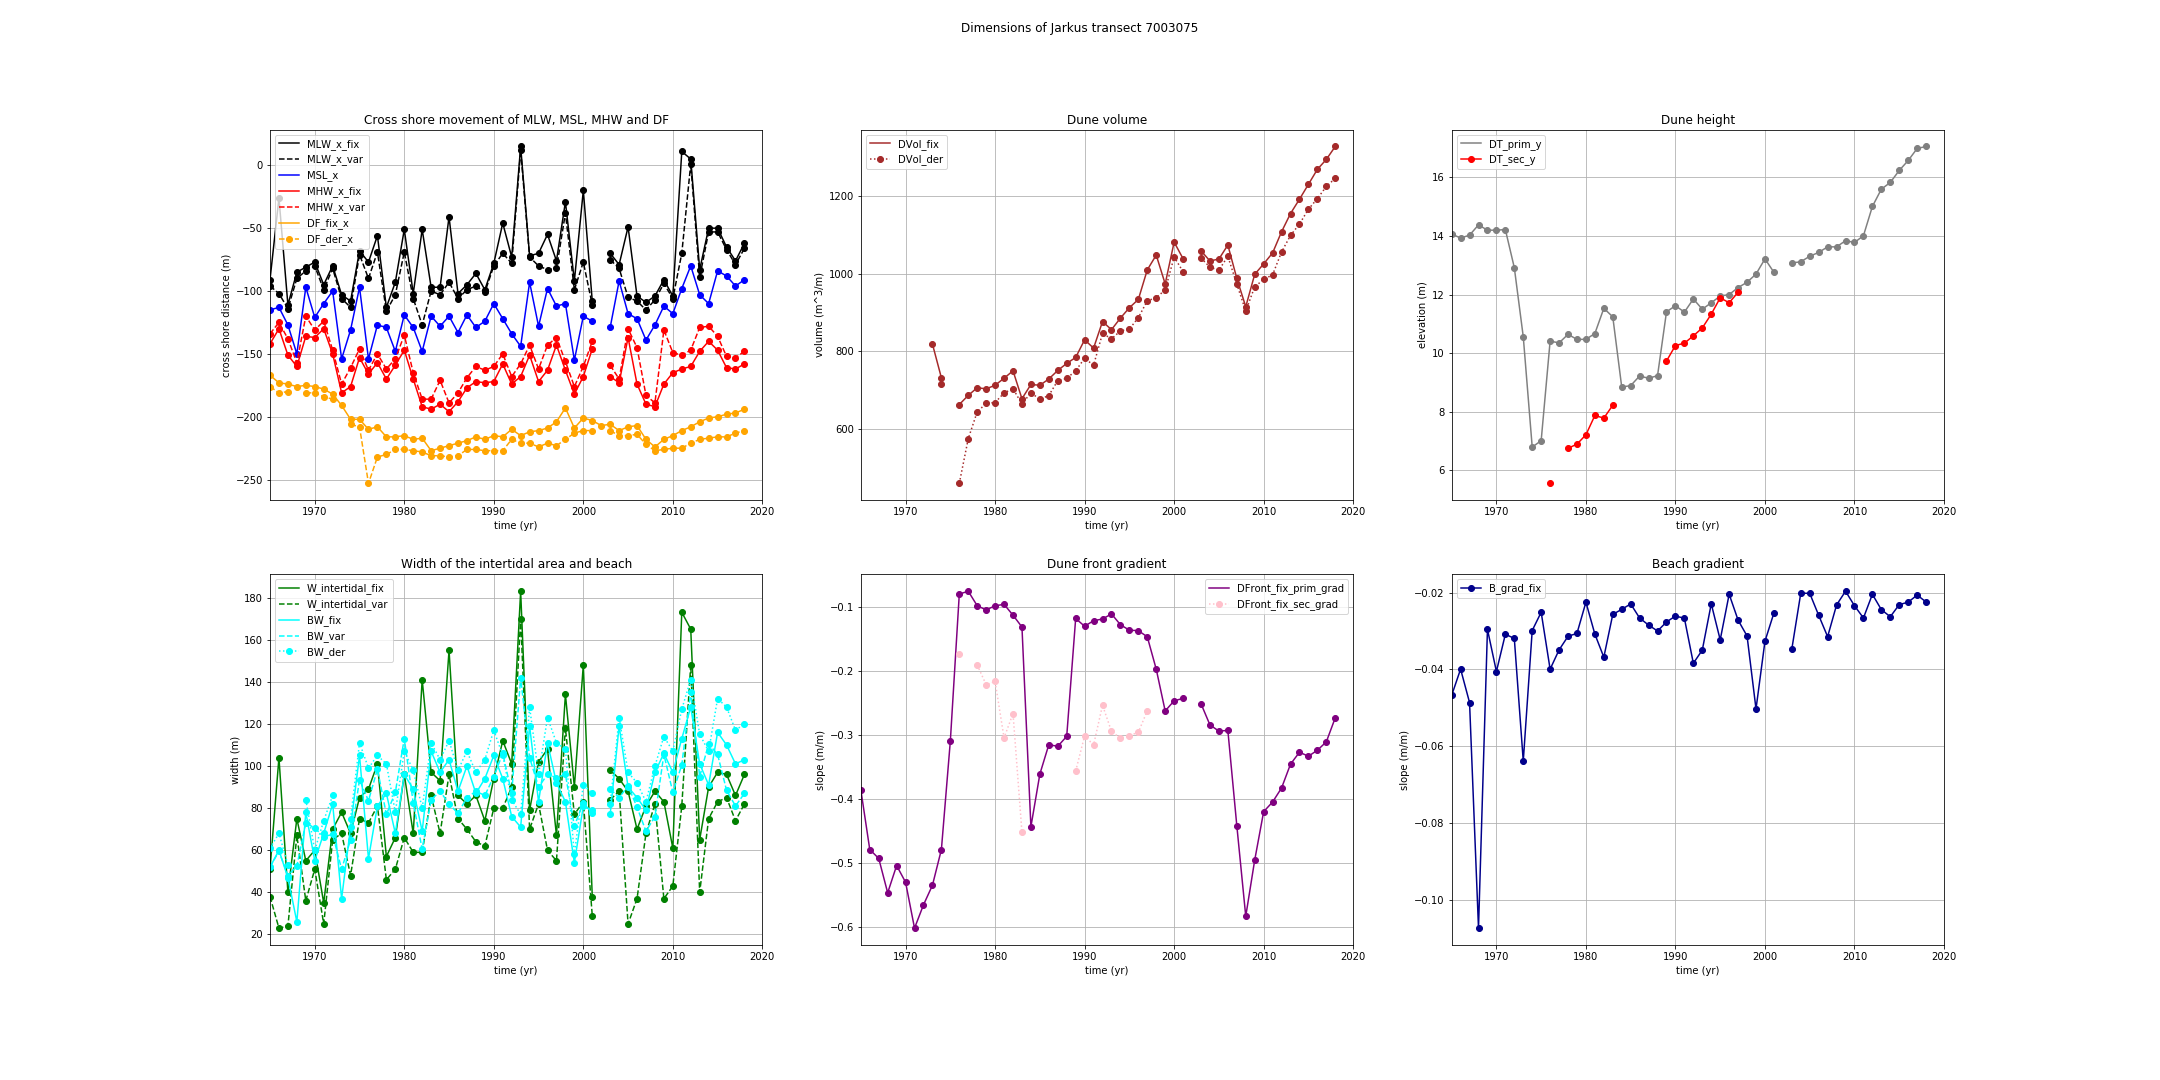 Dimensions of Jarkus transect 7003075
Cross shore movement of MLW, MSL, MHW and DF
MLW_x_fix
MLW_x_var
MSL_x
MHW_x_fix
MHW_x_var
DF_fix_x
DF_der_x
cross shore distance (m)
0
−50
−100
−150
−200
−250
1970 1980 1990 2000 2010 2020
time (yr)
Dune volume
DVol_fix
DVol_der
volume (m^3/m)
1200
1000
800
600
1970 1980 1990 2000 2010 2020
time (yr)
Dune height
DT_prim_y
DT_sec_y
elevation (m)
16
14
12
10
8
6
1970 1980 1990 2000 2010 2020
time (yr)
Width of the intertidal area and beach
W_intertidal_fix
W_intertidal_var
BW_fix
BW_var
BW_der
width (m)
180
160
140
120
100
80
60
40
20
1970 1980 1990 2000 2010 2020
time (yr)
Dune front gradient
DFront_fix_prim_grad
DFront_fix_sec_grad
slope (m/m)
−0.1
−0.2
−0.3
−0.4
−0.5
−0.6
1970 1980 1990 2000 2010 2020
time (yr)
Beach gradient
B_grad_fix
slope (m/m)
−0.02
−0.04
−0.06
−0.08
−0.10
1970 1980 1990 2000 2010 2020
time (yr)